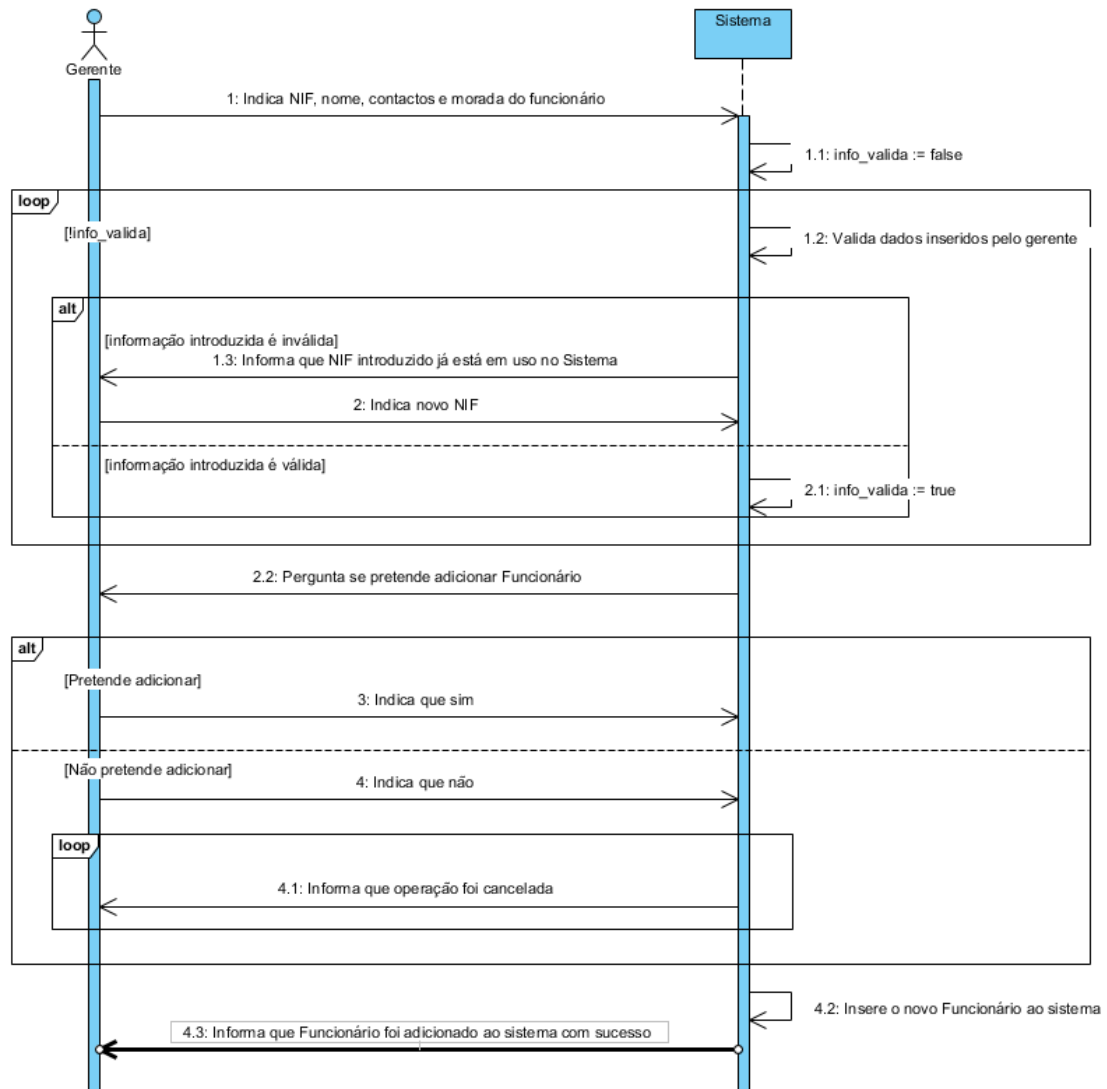 Sistema
Gerente
1: Indica NIF, nome, contactos e morada do funcionário
1.1: info_valida := false
loop
[!info_valida]
1.2: Valida dados inseridos pelo gerente
alt
[informação introduzida é inválida]
1.3: Informa que NIF introduzido já está em uso no Sistema
2: Indica novo NIF
[informação introduzida é válida]
2.1: info_valida := true
2.2: Pergunta se pretende adicionar Funcionário
alt
[Pretende adicionar]
3: Indica que sim
[Não pretende adicionar]
4: Indica que não
loop
4.1: Informa que operação foi cancelada
4.2: Insere o novo Funcionário ao sistema
4.3: Informa que Funcionário foi adicionado ao sistema com sucesso